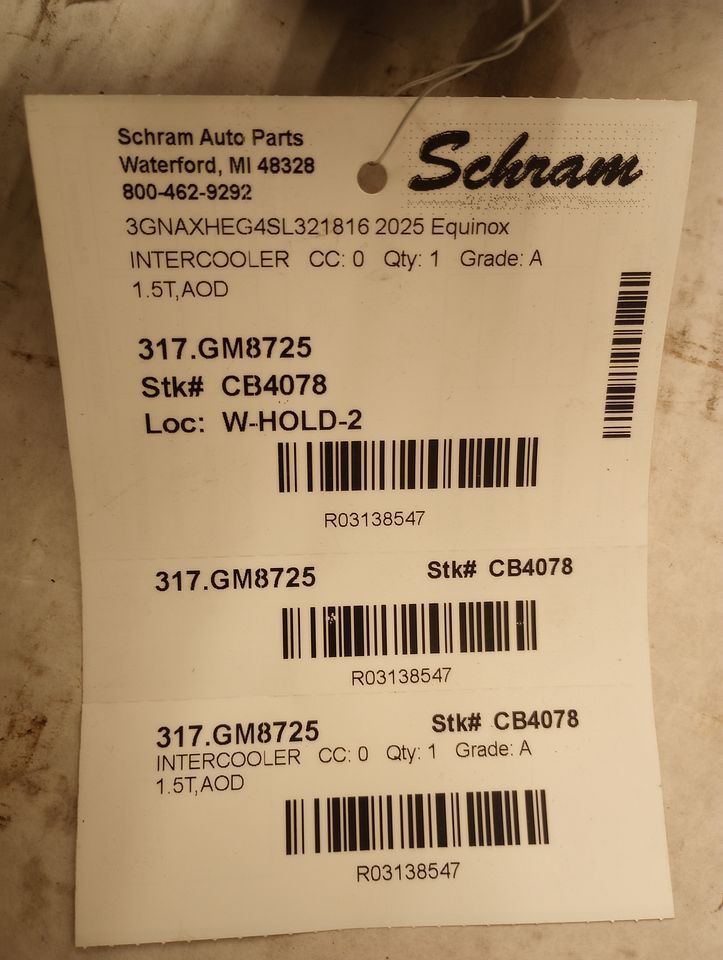 Schram Auto Parts
Waterford, MI 48328
800-462-9292
Schram
3GNAXHEG4SL321816 2025 Equinox
INTERCOOLER CC: 0 Qty: 1 Grade: A
1.5T,AOD
317.GM8725
Stk# CB4078
Loc: W-HOLD-2
R03138547
317.GM8725 Stk# CB4078
R03138547
317.GM8725 Stk# CB4078
INTERCOOLER CC: 0 Qty: 1 Grade: A
1.5T,AOD
R03138547